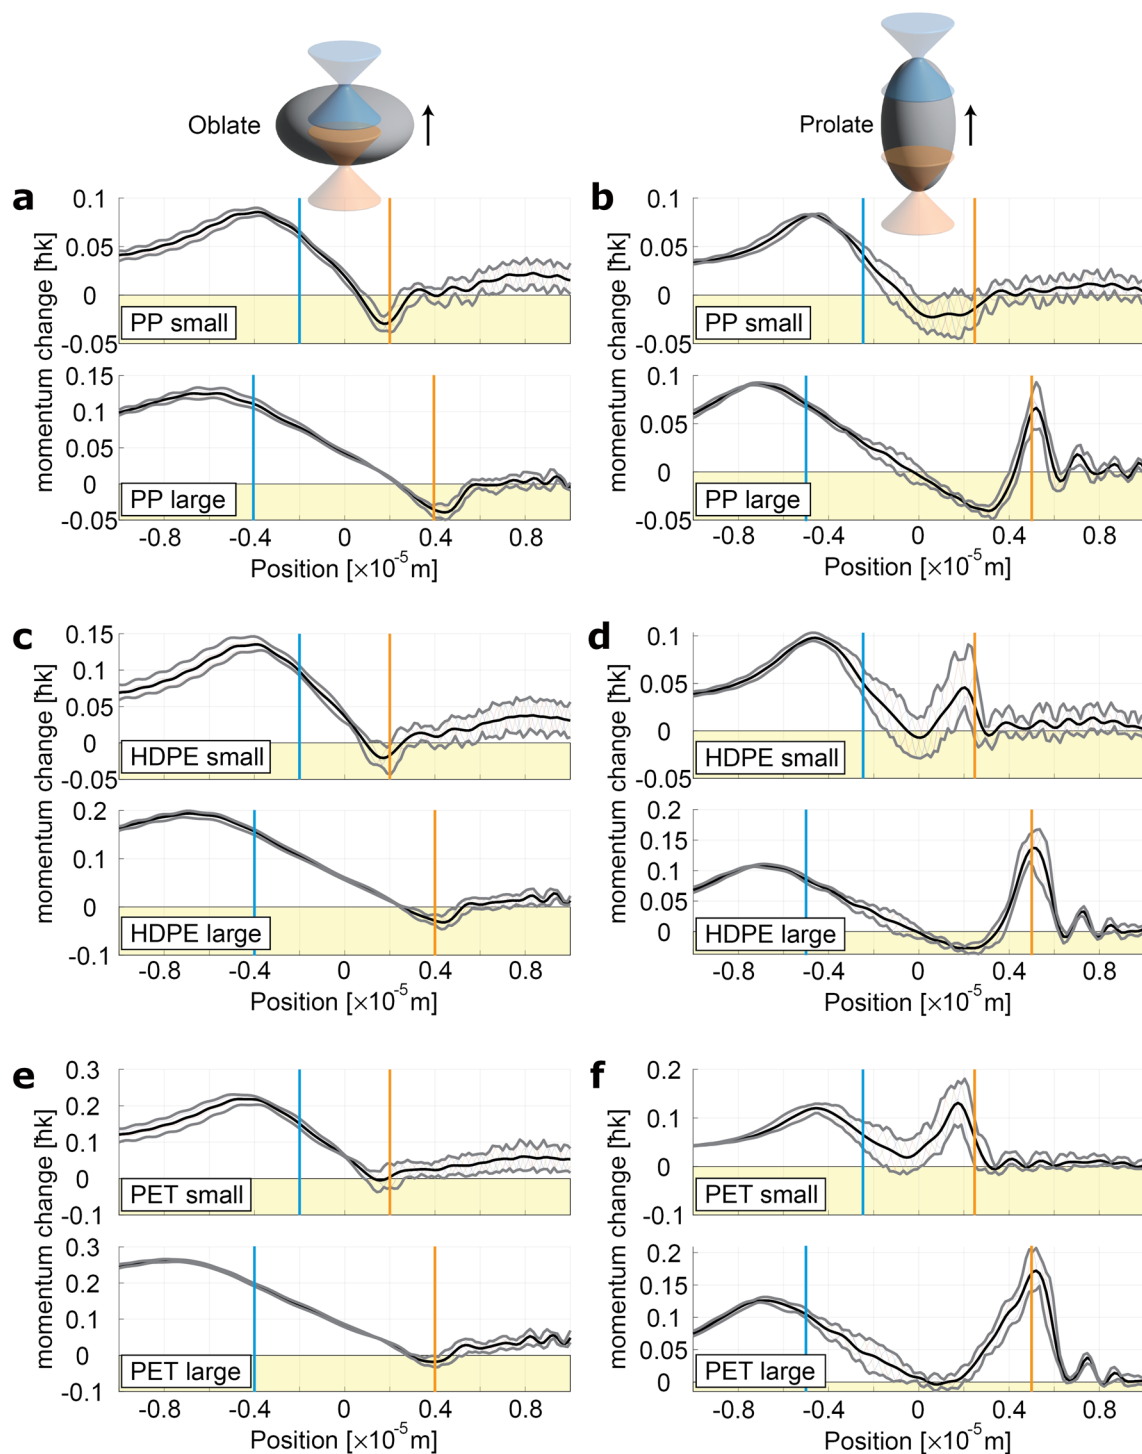 Oblate
Prolate
a
momentum change [ħk]
0.1
0.05
0
-0.05
PP small
0.15
0.1
0.05
0
-0.05
PP large
-0.8
-0.4
0
0.4
0.8
Position [×10-5 m]
b
momentum change [ħk]
0.1
0.05
0
-0.05
PP small
0.1
0.05
0
-0.05
PP large
-0.8
-0.4
0
0.4
0.8
Position [×10-5 m]
c
momentum change [ħk]
0.15
0.1
0.05
0
-0.05
HDPE small
0.2
0.1
0
-0.1
HDPE large
-0.8
-0.4
0
0.4
0.8
Position [×10-5 m]
d
momentum change [ħk]
0.1
0.05
0
-0.05
HDPE small
0.15
0.1
0.05
0
HDPE large
-0.8
-0.4
0
0.4
0.8
Position [×10-5 m]
e
momentum change [ħk]
0.3
0.2
0.1
0
-0.1
PET small
0.3
0.2
0.1
0
-0.1
PET large
-0.8
-0.4
0
0.4
0.8
Position [×10-5 m]
f
momentum change [ħk]
0.2
0.1
0
-0.1
PET small
0.2
0.15
0.1
0.05
0
PET large
-0.8
-0.4
0
0.4
0.8
Position [×10-5 m]